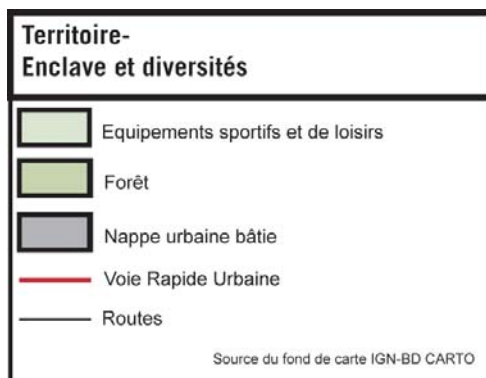 Territoire-
Enclave et diversités
Equipements sportifs et de loisirs
Forêt
Nappe urbaine bâtie
Voie Rapide Urbaine
Routes
Source du fond de carte IGN-BD CARTO